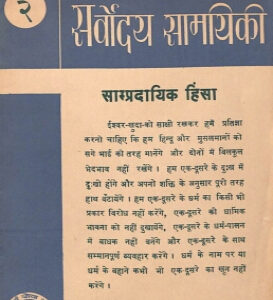 २
सर्वोदय सामयिकी
साम्प्रदायिक हिंसा
ईश्वर-खुदा-को साक्षी रखकर हमें प्रतिज्ञा
करनी चाहिए कि हम हिन्दू और मुसलमानों को
सगे भाई की तरह मानेंगे और दोनों में बिलकुल
भेदभाव नहीं रखेंगे। हम एक-दूसरे के दुःख में
दुःखी होंगे और अपनी शक्ति के अनुसार पूरी तरह
हाथ बँटायेंगे। हम एक-दूसरे के धर्म का किसी भी
प्रकार विरोध नहीं करेंगे, एक-दूसरे की धार्मिक
भावना को नहीं दुखायेंगे, एक-दूसरे के धर्म-पालन
में बाधक नहीं बनेंगे और एक-दूसरे के साथ
सम्मानपूर्ण व्यवहार करेंगे। धर्म के नाम पर या
धर्म के बहाने कभी भी एक-दूसरे का खून नहीं
करेंगे।